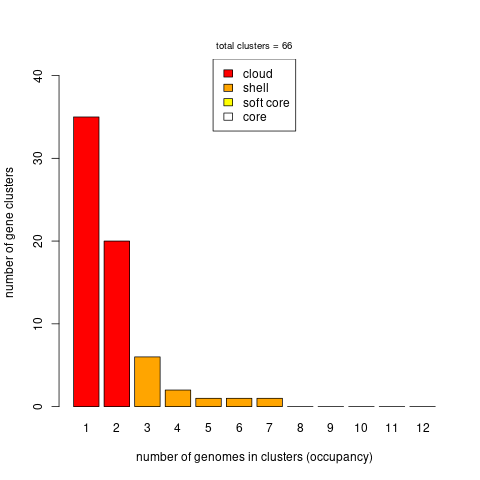 total clusters = 66
cloud
shell
soft core
core
number of gene clusters
40
30
20
10
0
1 2 3 4 5 6 7 8 9 10 11 12
number of genomes in clusters (occupancy)